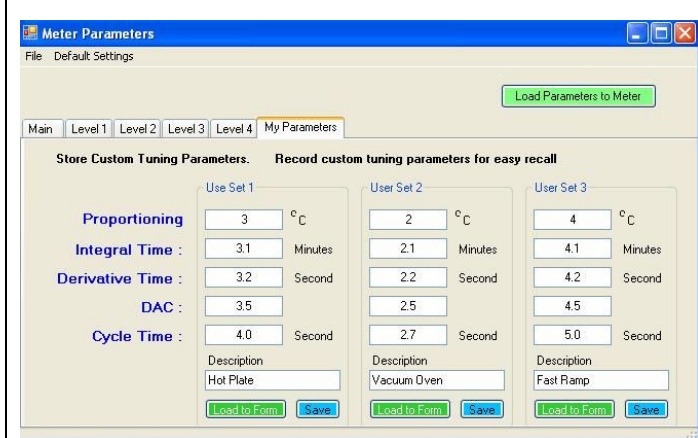 Meter Parameters
File Default Settings
Load Parameters to Meter
Main Level 1 Level 2 Level 3 Level 4 My Parameters
Store Custom Tuning Parameters. Record custom tuning parameters for easy recall
Use Set 1 User Set 2 User Set 3
Proportioning 3 °C 2 °C 4 °C
Integral Time : 3.1 Minutes 2.1 Minutes 4.1 Minutes
Derivative Time : 3.2 Second 2.2 Second 4.2 Second
DAC : 3.5 2.5 4.5
Cycle Time : 4.0 Second 2.7 Second 5.0 Second
Description Description Description
Hot Plate Vacuum Oven Fast Ramp
Load to Form Save Load to Form Save Load to Form Save